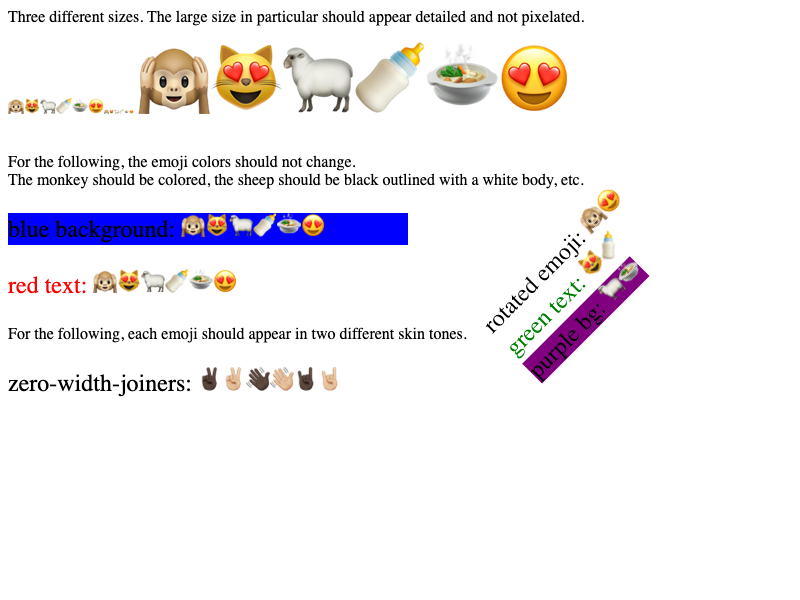 Three different sizes. The large size in particular should appear detailed and not pixelated.
🙉😻🐑🍼🍲😍🙉😻🐑🍼🍲😍🙉😻🐑🍼🍲😍
For the following, the emoji colors should not change.
The monkey should be colored, the sheep should be black outlined with a white body, etc.
blue background: 🙉😻🐑🍼🍲😍
red text: 🙉😻🐑🍼🍲😍
rotated emoji: 🙉😍
green text: 😻🍼
purple bg: 🐑🍲
For the following, each emoji should appear in two different skin tones.
zero-width-joiners: ✌🏿✌🏼👋🏿👋🏼🤘🏿🤘🏼